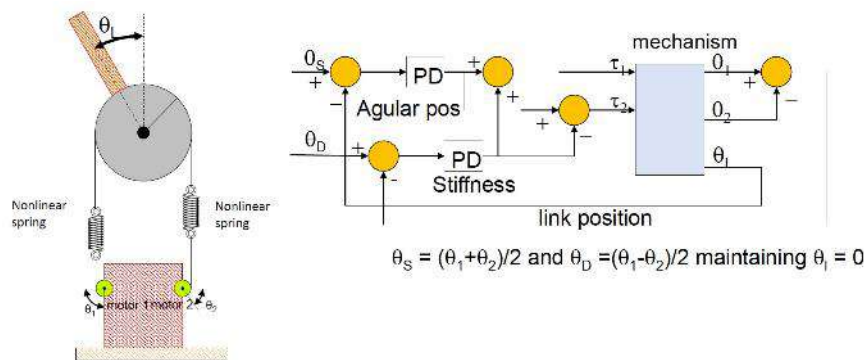 θL
Nonlinear
spring
Nonlinear
spring
θ1
motor 1 motor 2
θ2
mechanism
θS
+
−
PD
Agular pos
+
+
τ1
θ1
+
−
+
−
τ2
θ2
θD
+
-
PD
Stiffness
θl
link position
θS = (θ1+θ2)/2 and θD =(θ1-θ2)/2 maintaining θl = 0